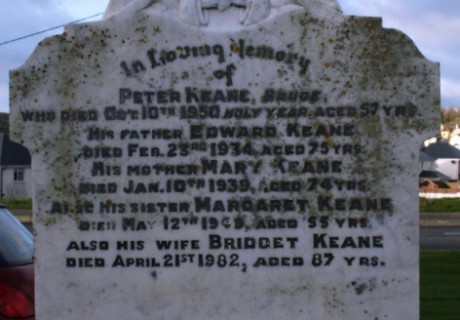 In Loving Memory
of
PETER KEANE, BRUCE,
WHO DIED OCT. 10TH 1950 HOLY YEAR, AGED 57 YRS.
HIS FATHER EDWARD KEANE
DIED FEB. 23RD 1934, AGED 75 YRS.
HIS MOTHER MARY KEANE
DIED JAN. 10TH 1939, AGED 74 YRS.
ALSO HIS SISTER MARGARET KEANE
DIED MAY 12TH 1949, AGED 55 YRS.
ALSO HIS WIFE BRIDGET KEANE
DIED APRIL 21ST 1982, AGED 87 YRS.